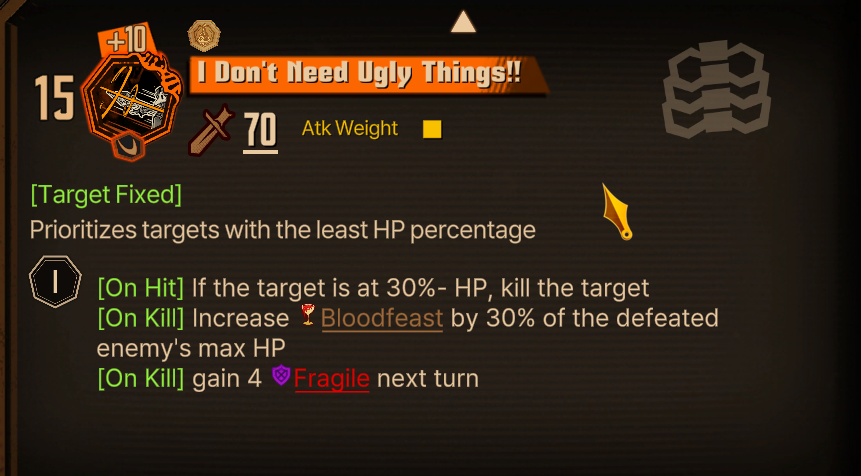 +10
15
I Don't Need Ugly Things!!
70 Atk Weight
[Target Fixed]
Prioritizes targets with the least HP percentage
I
[On Hit] If the target is at 30%- HP, kill the target
[On Kill] Increase Bloodfeast by 30% of the defeated
enemy's max HP
[On Kill] gain 4 Fragile next turn